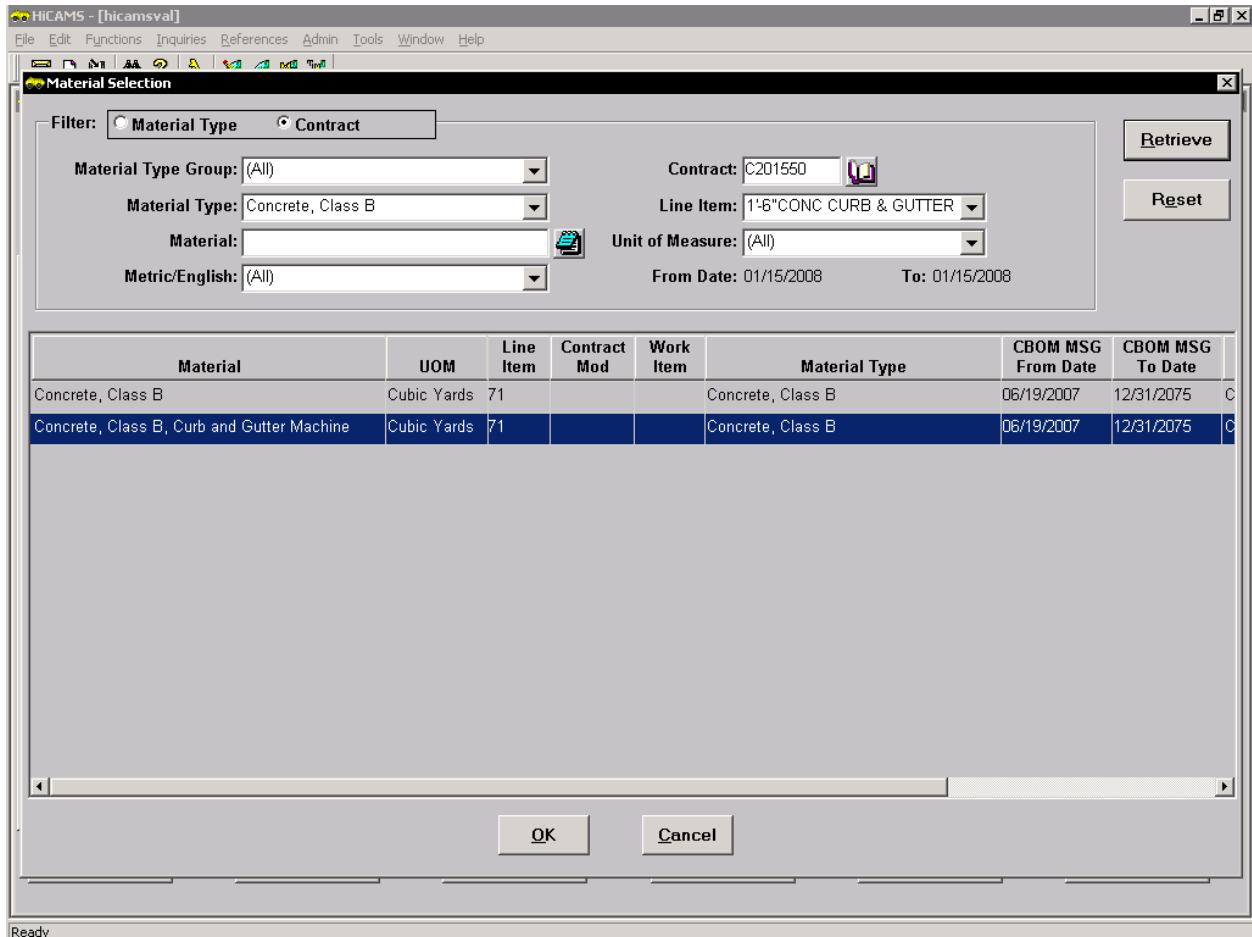 HiCAMS - [hicamsval]
File Edit Functions Inquiries References Admin Tools Window Help
Material Selection
Filter: Material Type Contract
Retrieve
Material Type Group: (All) Contract: C201550
Material Type: Concrete, Class B Line Item: 1'-6"CONC CURB & GUTTER
Reset
Material: Unit of Measure: (All)
Metric/English: (All) From Date: 01/15/2008 To: 01/15/2008
Material UOM Line Item Contract Mod Work Item Material Type CBOM MSG From Date CBOM MSG To Date
Concrete, Class B Cubic Yards 71 Concrete, Class B 06/19/2007 12/31/2075 C
Concrete, Class B, Curb and Gutter Machine Cubic Yards 71 Concrete, Class B 06/19/2007 12/31/2075 C
OK Cancel
Ready